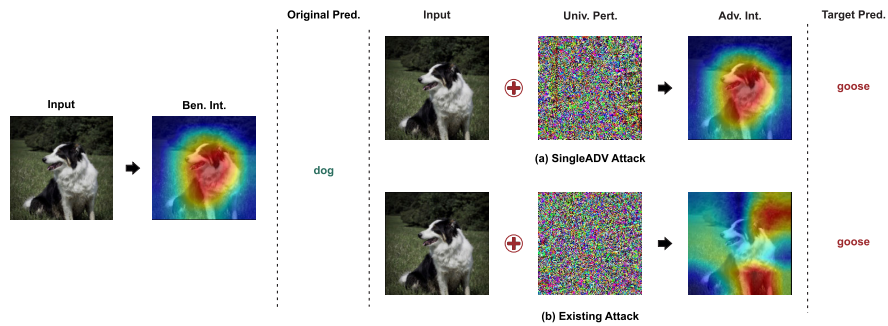 Original Pred.
Input
Univ. Pert.
Adv. Int.
Target Pred.
Input
Ben. Int.
goose
(a) SingleADV Attack
dog
goose
(b) Existing Attack